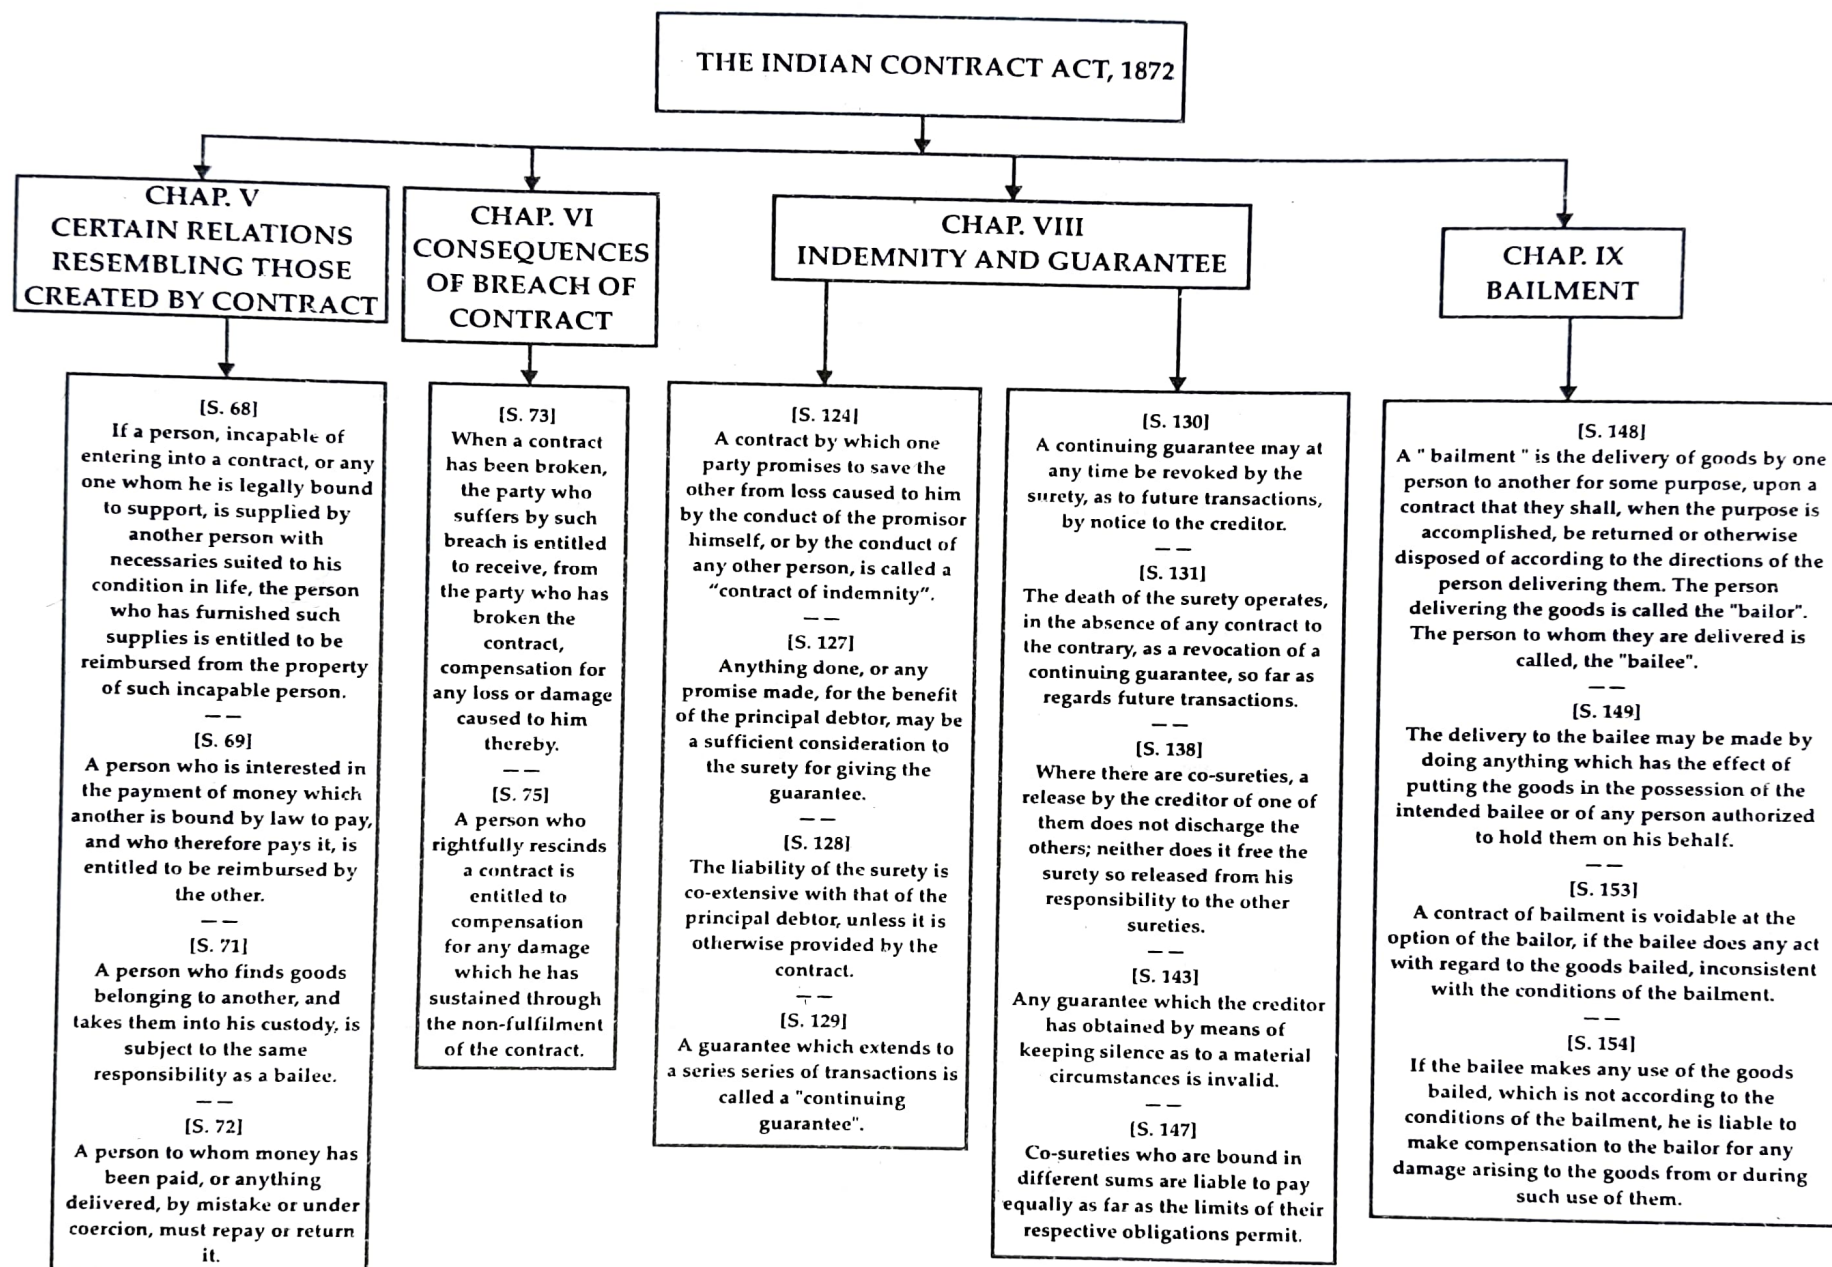 THE INDIAN CONTRACT ACT, 1872
CHAP. V
CERTAIN RELATIONS
RESEMBLING THOSE
CREATED BY CONTRACT
[S. 68]
If a person, incapable of
entering into a contract, or any
one whom he is legally bound
to support, is supplied by
another person with
necessaries suited to his
condition in life, the person
who has furnished such
supplies is entitled to be
reimbursed from the property
of such incapable person.
— —
[S. 69]
A person who is interested in
the payment of money which
another is bound by law to pay,
and who therefore pays it, is
entitled to be reimbursed by
the other.
— —
[S. 71]
A person who finds goods
belonging to another, and
takes them into his custody, is
subject to the same
responsibility as a bailee.
— —
[S. 72]
A person to whom money has
been paid, or anything
delivered, by mistake or under
coercion, must repay or return
it.
CHAP. VI
CONSEQUENCES
OF BREACH OF
CONTRACT
[S. 73]
When a contract
has been broken,
the party who
suffers by such
breach is entitled
to receive, from
the party who has
broken the
contract,
compensation for
any loss or damage
caused to him
thereby.
— —
[S. 75]
A person who
rightfully rescinds
a contract is
entitled to
compensation
for any damage
which he has
sustained through
the non-fulfilment
of the contract.
CHAP. VIII
INDEMNITY AND GUARANTEE
[S. 124]
A contract by which one
party promises to save the
other from loss caused to him
by the conduct of the promisor
himself, or by the conduct of
any other person, is called a
“contract of indemnity”.
— —
[S. 127]
Anything done, or any
promise made, for the benefit
of the principal debtor, may be
a sufficient consideration to
the surety for giving the
guarantee.
— —
[S. 128]
The liability of the surety is
co-extensive with that of the
principal debtor, unless it is
otherwise provided by the
contract.
— —
[S. 129]
A guarantee which extends to
a series series of transactions is
called a "continuing
guarantee".
[S. 130]
A continuing guarantee may at
any time be revoked by the
surety, as to future transactions,
by notice to the creditor.
— —
[S. 131]
The death of the surety operates,
in the absence of any contract to
the contrary, as a revocation of a
continuing guarantee, so far as
regards future transactions.
— —
[S. 138]
Where there are co-sureties, a
release by the creditor of one of
them does not discharge the
others; neither does it free the
surety so released from his
responsibility to the other
sureties.
— —
[S. 143]
Any guarantee which the creditor
has obtained by means of
keeping silence as to a material
circumstances is invalid.
— —
[S. 147]
Co-sureties who are bound in
different sums are liable to pay
equally as far as the limits of their
respective obligations permit.
CHAP. IX
BAILMENT
[S. 148]
A " bailment " is the delivery of goods by one
person to another for some purpose, upon a
contract that they shall, when the purpose is
accomplished, be returned or otherwise
disposed of according to the directions of the
person delivering them. The person
delivering the goods is called the "bailor".
The person to whom they are delivered is
called, the "bailee".
— —
[S. 149]
The delivery to the bailee may be made by
doing anything which has the effect of
putting the goods in the possession of the
intended bailee or of any person authorized
to hold them on his behalf.
— —
[S. 153]
A contract of bailment is voidable at the
option of the bailor, if the bailee does any act
with regard to the goods bailed, inconsistent
with the conditions of the bailment.
— —
[S. 154]
If the bailee makes any use of the goods
bailed, which is not according to the
conditions of the bailment, he is liable to
make compensation to the bailor for any
damage arising to the goods from or during
such use of them.